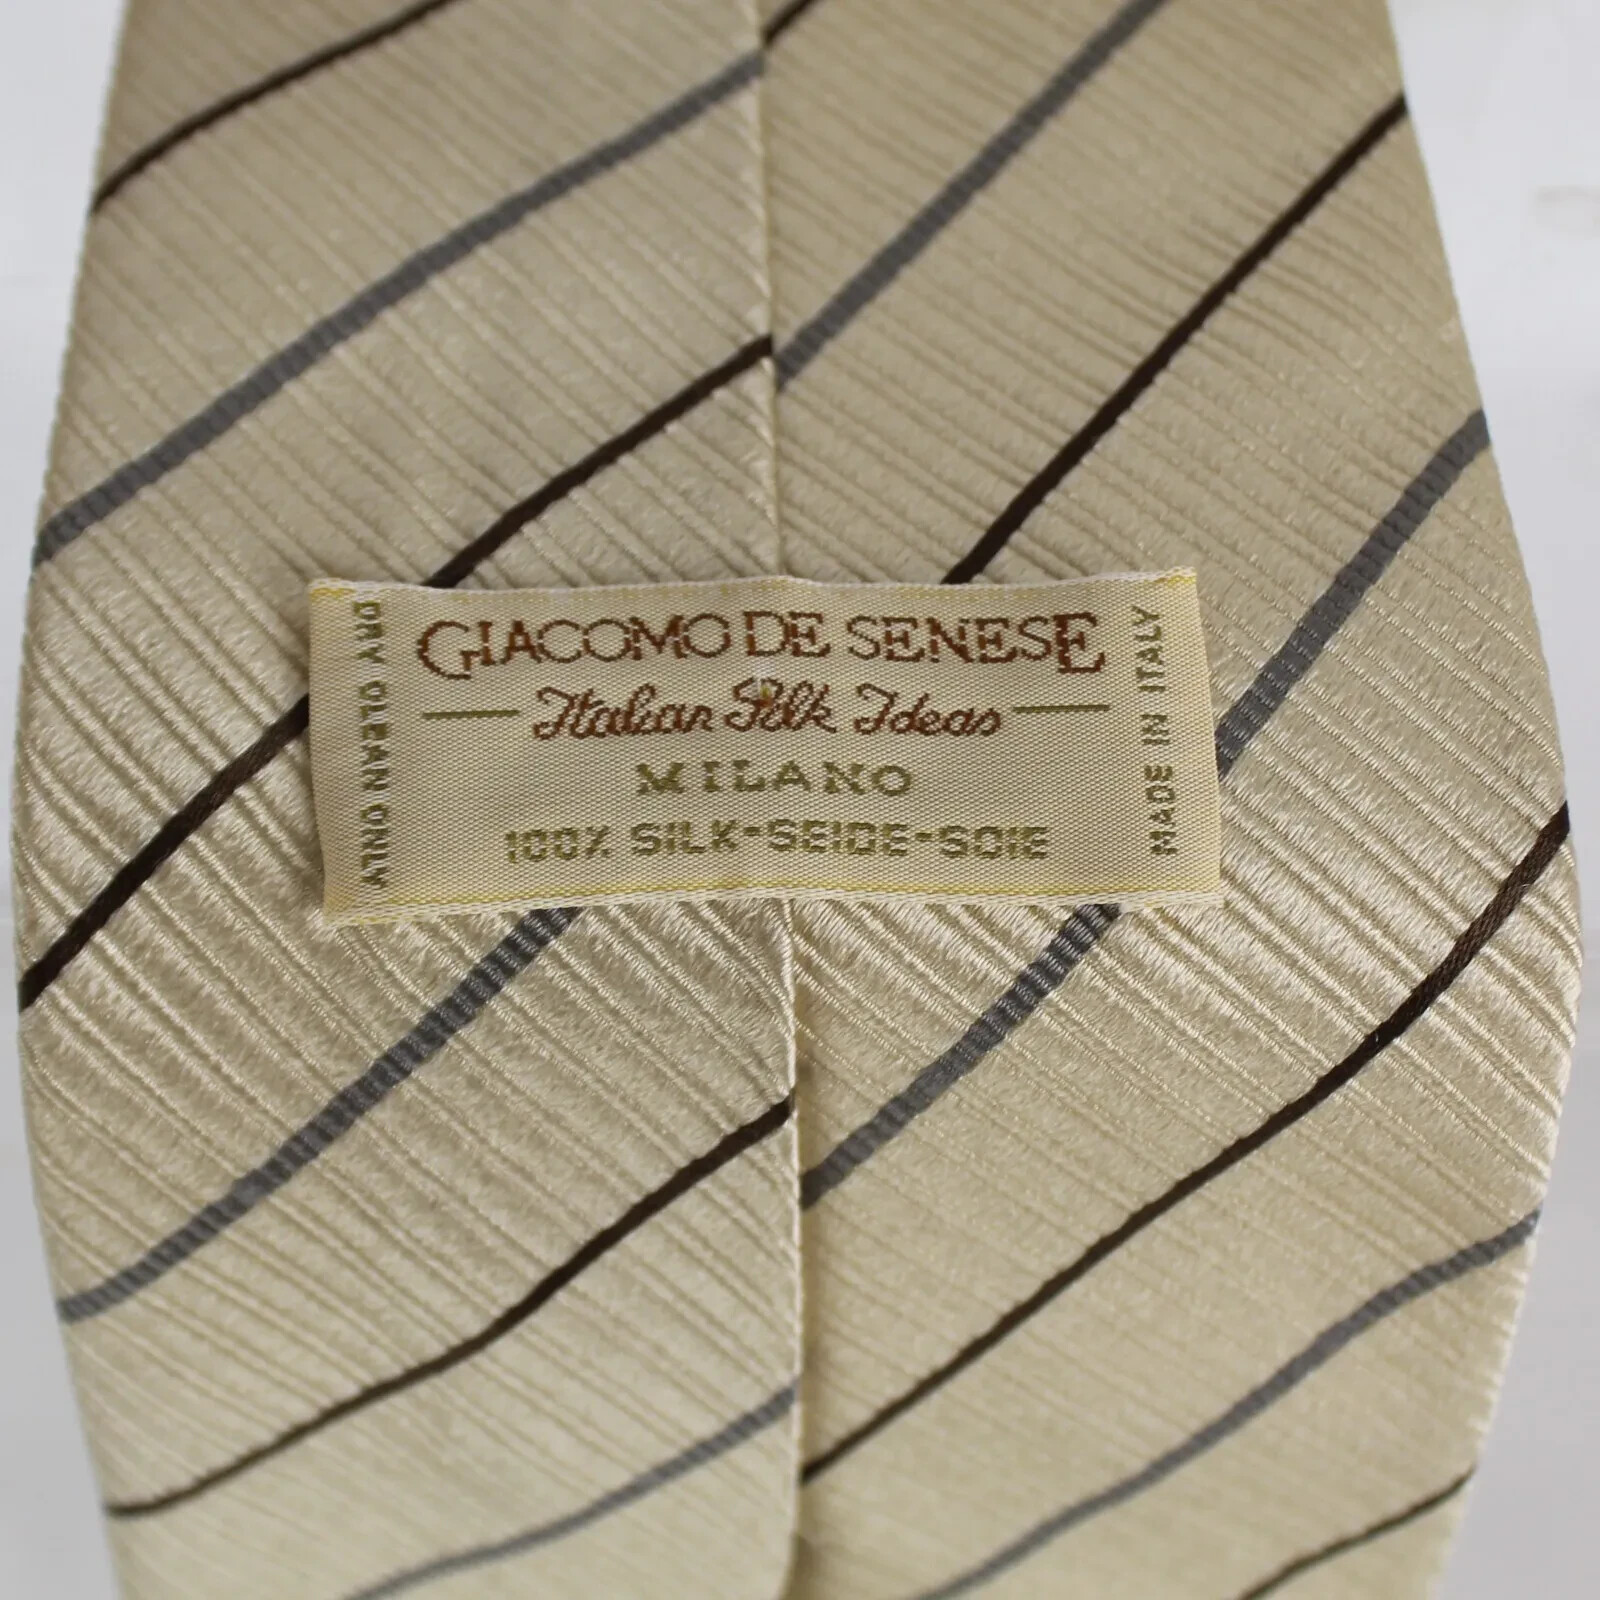 GIACOMO DE SENESE
Italian Silk Ideas
MILANO
100% SILK-SEIDE-SOIE
DRY CLEAN ONLY
MADE IN ITALY